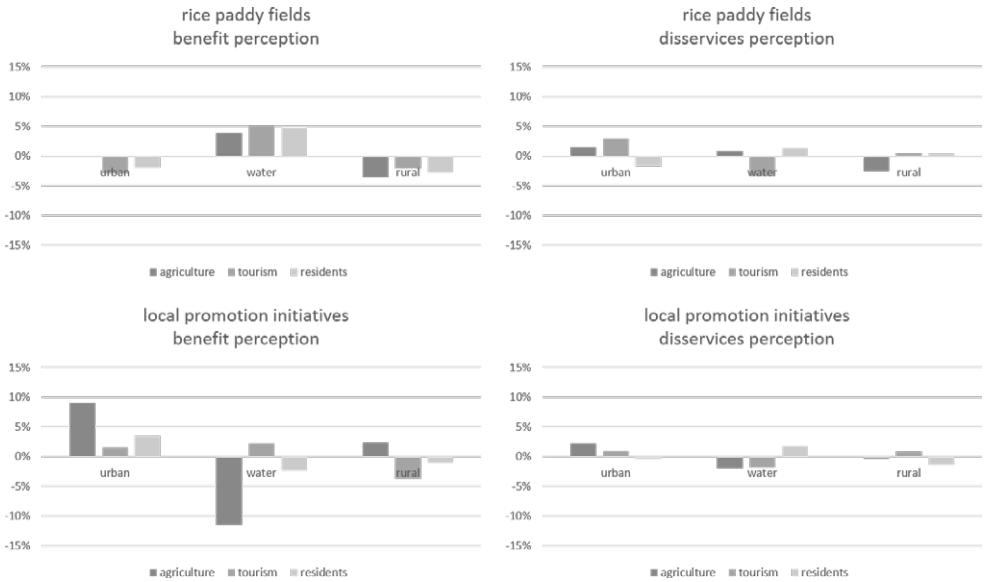 rice paddy fields
benefit perception
15%
10%
5%
0%
-5%
-10%
-15%
urban
water
rural
agriculture tourism residents
rice paddy fields
disservices perception
15%
10%
5%
0%
-5%
-10%
-15%
urban
water
rural
agriculture tourism residents
local promotion initiatives
benefit perception
15%
10%
5%
0%
-5%
-10%
-15%
urban
water
rural
agriculture tourism residents
local promotion initiatives
disservices perception
15%
10%
5%
0%
-5%
-10%
-15%
urban
water
rural
agriculture tourism residents